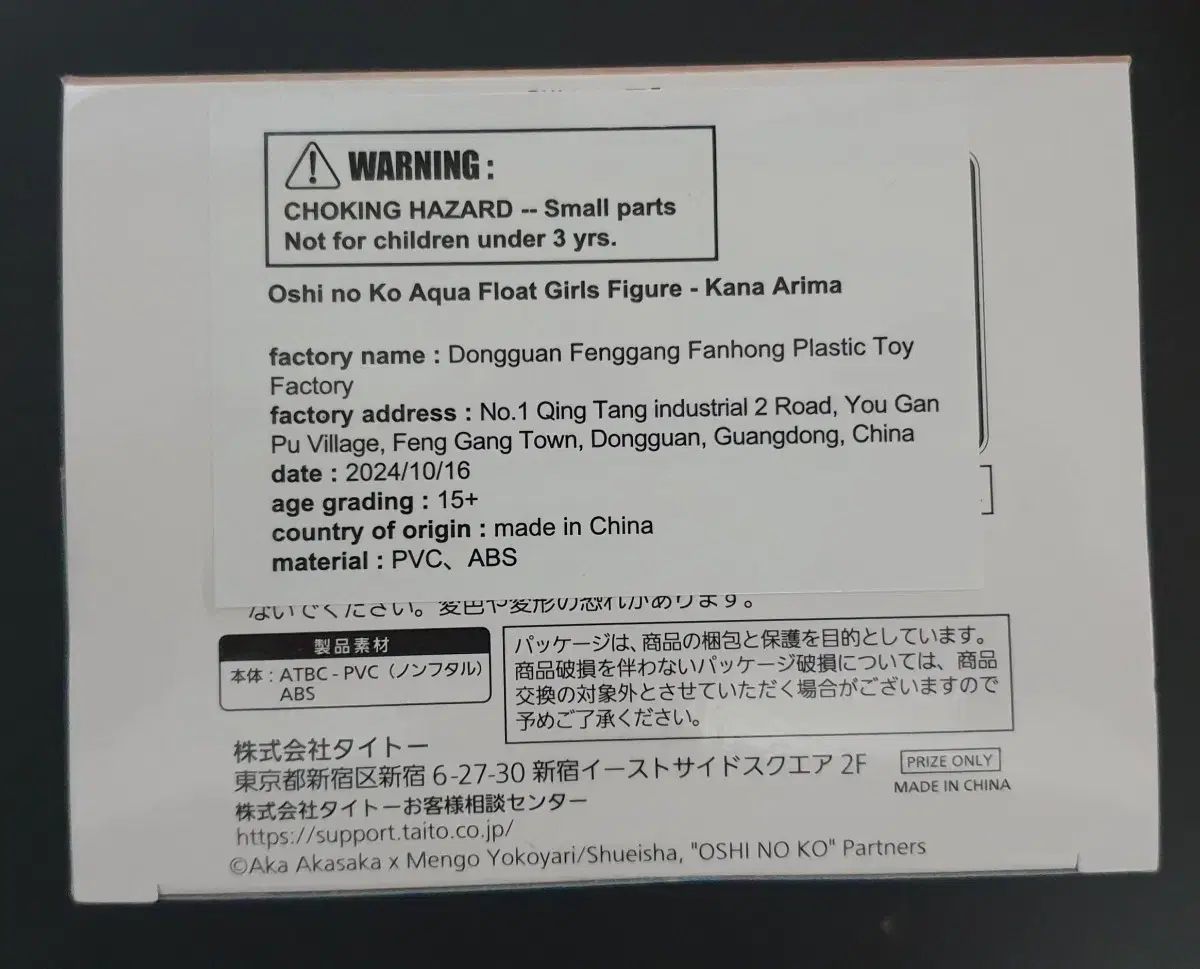 WARNING :
CHOKING HAZARD -- Small parts
Not for children under 3 yrs.
Oshi no Ko Aqua Float Girls Figure - Kana Arima
factory name : Dongguan Fenggang Fanhong Plastic Toy
Factory
factory address : No.1 Qing Tang industrial 2 Road, You Gan
Pu Village, Feng Gang Town, Dongguan, Guangdong, China
date : 2024/10/16
age grading : 15+
country of origin : made in China
material : PVC、ABS
ないでください。変色や変形の恐れがあります。
製品素材
本体 : ATBC - PVC (ノンフタル)
ABS
パッケージは、商品の梱包と保護を目的としています。
商品破損を伴わないパッケージ破損については、商品
交換の対象外とさせていただく場合がございますので
予めご了承ください。
株式会社タイトー
東京都新宿区新宿 6-27-30 新宿イーストサイドスクエア 2F
株式会社タイトーお客様相談センター
https://support.taito.co.jp/
PRIZE ONLY
MADE IN CHINA
©Aka Akasaka x Mengo Yokoyari/Shueisha, "OSHI NO KO" Partners